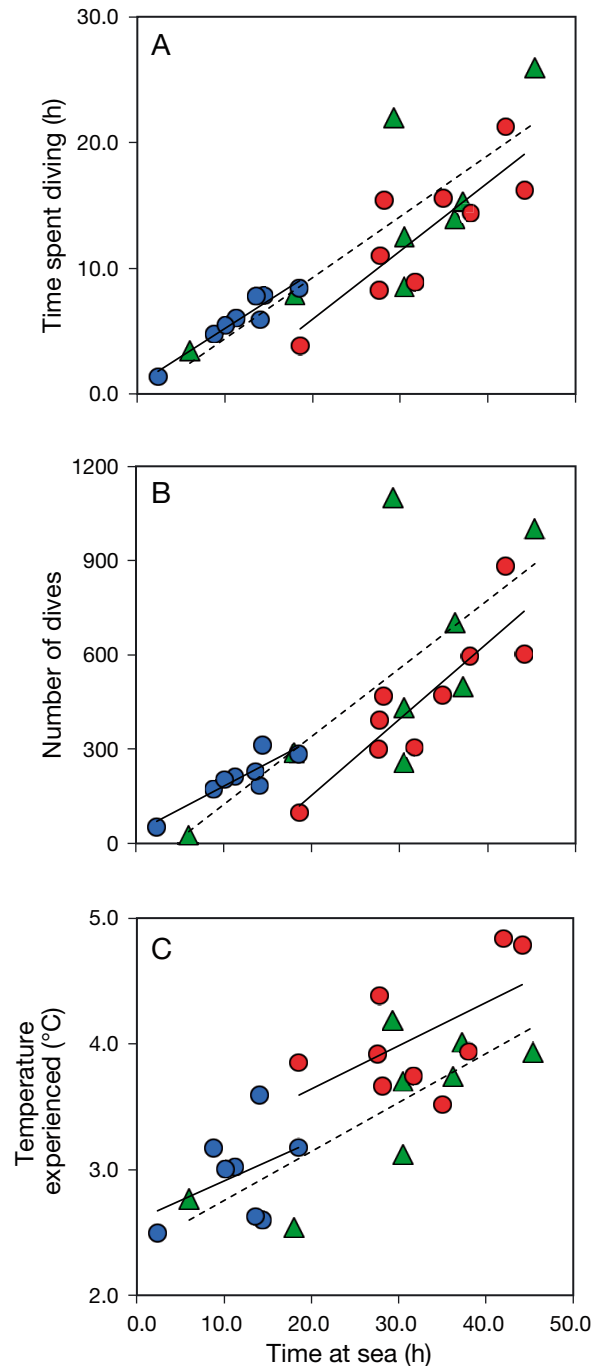 A
Time spent diving (h)
30.0
20.0
10.0
0.0
B
Number of dives
1200
900
600
300
0
C
Temperature
experienced (°C)
5.0
4.0
3.0
2.0
0.0 10.0 20.0 30.0 40.0 50.0
Time at sea (h)